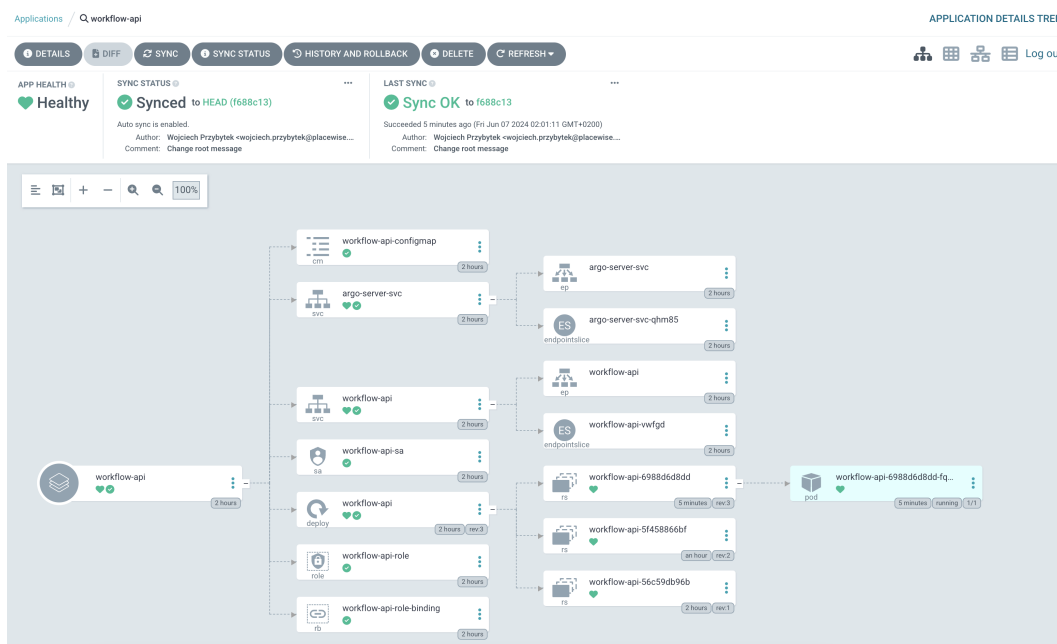 Applications / workflow-api
APPLICATION DETAILS TREE
DETAILS DIFF SYNC SYNC STATUS HISTORY AND ROLLBACK DELETE REFRESH
Log ou
APP HEALTH
Healthy
SYNC STATUS
Synced to HEAD (f688c13)
Auto sync is enabled.
Author: Wojciech Przybytek <wojciech.przybytek@placewise....
Comment: Change root message
LAST SYNC
Sync OK to f688c13
Succeeded 5 minutes ago (Fri Jun 07 2024 02:01:11 GMT+0200)
Author: Wojciech Przybytek <wojciech.przybytek@placewise....
Comment: Change root message
100%
workflow-api
2 hours
workflow-api-configmap
cm
2 hours
argo-server-svc
svc
2 hours
workflow-api
svc
2 hours
workflow-api-sa
sa
2 hours
workflow-api
deploy
2 hours rev:3
workflow-api-role
role
2 hours
workflow-api-role-binding
rb
2 hours
argo-server-svc
ep
2 hours
ES
argo-server-svc-qhm85
endpointslice
2 hours
workflow-api
ep
2 hours
ES
workflow-api-vwfgd
endpointslice
2 hours
workflow-api-6988d6d8dd
rs
5 minutes rev:3
workflow-api-5f458866bf
rs
an hour rev:2
workflow-api-56c59db96b
rs
2 hours rev:1
workflow-api-6988d6d8dd-fq...
pod
5 minutes running 1/1